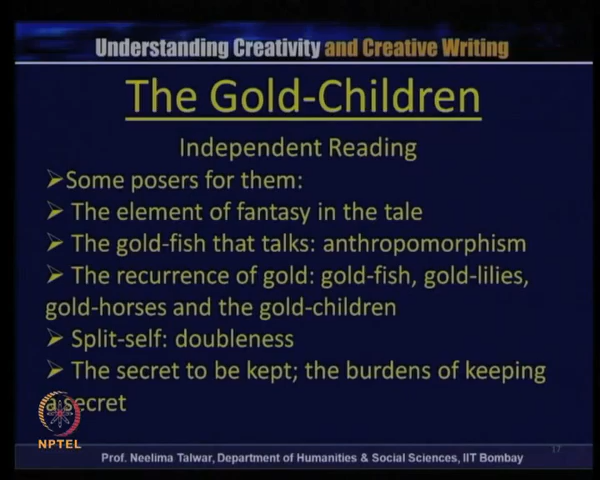 Understanding Creativity and Creative Writing
The Gold-Children
Independent Reading
➢Some posers for them:
➢ The element of fantasy in the tale
➢ The gold-fish that talks: anthropomorphism
➢ The recurrence of gold: gold-fish, gold-lilies,
gold-horses and the gold-children
➢ Split-self: doubleness
➢ The secret to be kept; the burdens of keeping
a secret
NPTEL
Prof. Neelima Talwar, Department of Humanities & Social Sciences, IIT Bombay
17